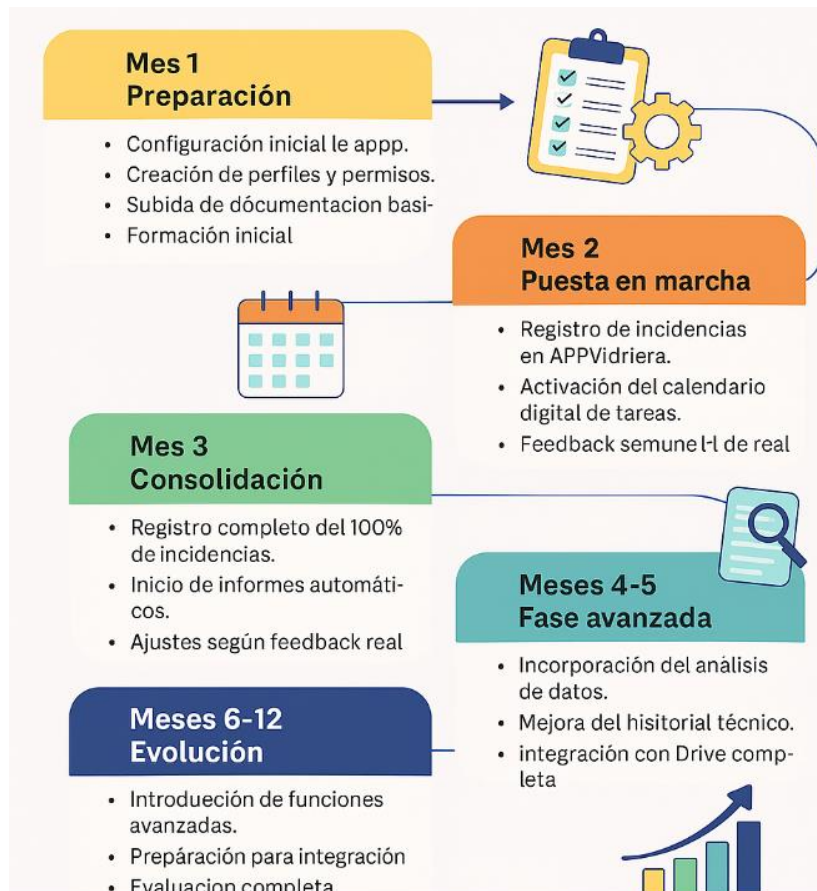 Mes 1
Preparación
• Configuración inicial le appp.
• Creación de perfiles y permisos.
• Subida de dócumentacion basi-
• Formación inicial
Mes 2
Puesta en marcha
• Registro de incidencias
en APPVidriera.
• Activación del calendario
digital de tareas.
• Feedback semune l-l de real
Mes 3
Consolidación
• Registro completo del 100%
de incidencias.
• Inicio de informes automáti-
cos.
• Ajustes según feedback real
Meses 4-5
Fase avanzada
• Incorporación del análisis
de datos.
• Mejora del hisitorial técnico.
• integración con Drive comp-
leta
Meses 6-12
Evolución
• Introdueción de funciones
avanzadas.
• Prepáración para integración
• Evaluacion completa